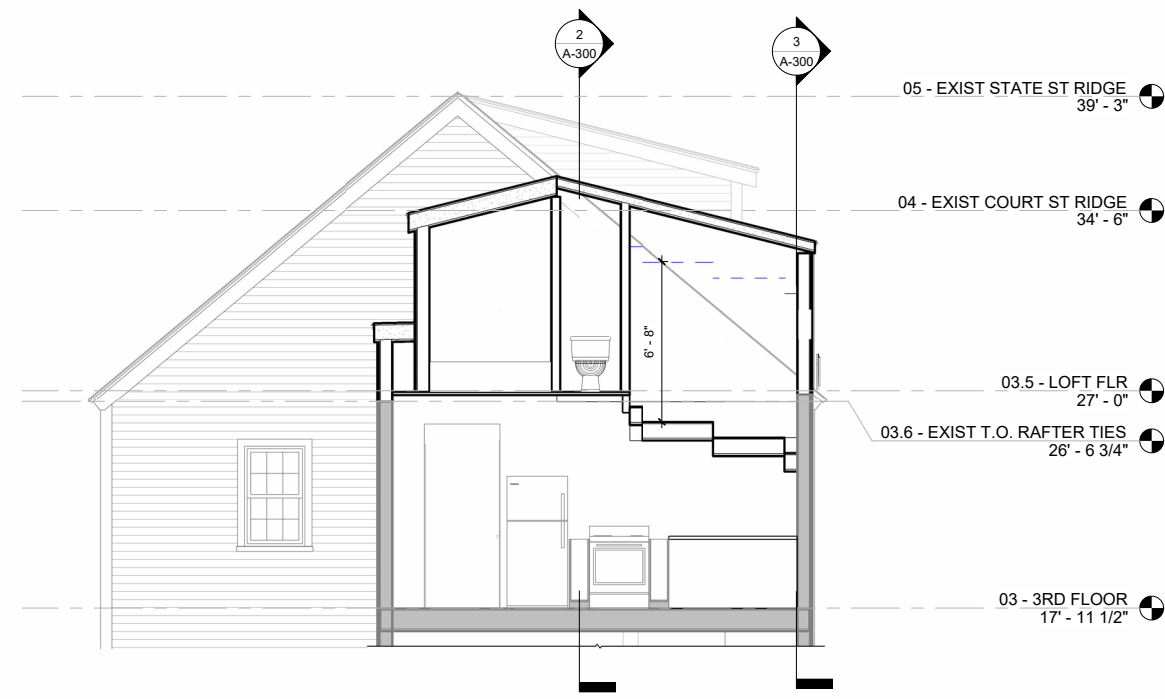 2
A-300
3
A-300
05 - EXIST STATE ST RIDGE
39' - 3"
04 - EXIST COURT ST RIDGE
34' - 6"
6' - 8"
03.5 - LOFT FLR
27' - 0"
03.6 - EXIST T.O. RAFTER TIES
26' - 6 3/4"
03 - 3RD FLOOR
17' - 11 1/2"